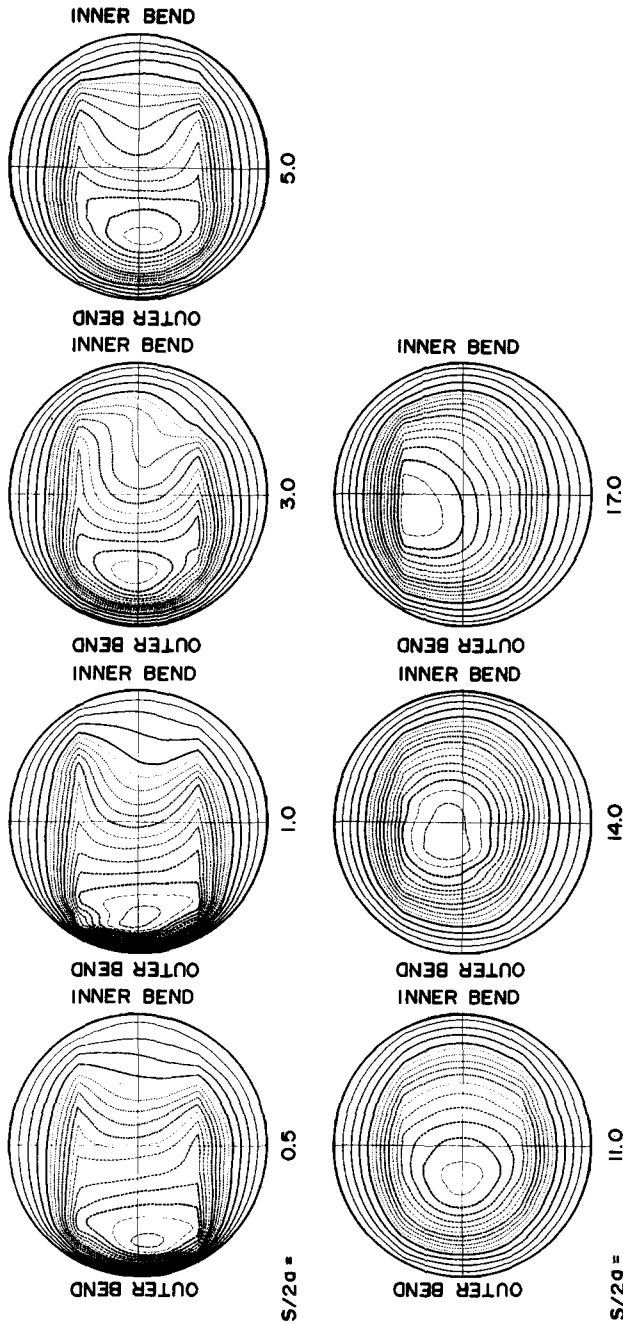 OUTER BEND
INNER BEND
OUTER BEND
INNER BEND
OUTER BEND
INNER BEND
OUTER BEND
INNER BEND
S/2a =
0.5
1.0
3.0
5.0
OUTER BEND
INNER BEND
OUTER BEND
INNER BEND
OUTER BEND
INNER BEND
S/2a =
11.0
14.0
17.0